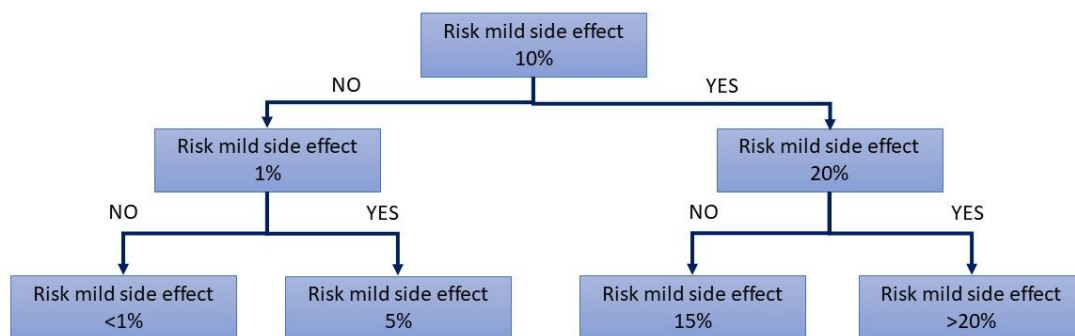 Risk mild side effect
10%
NO
YES
Risk mild side effect
1%
Risk mild side effect
20%
NO
YES
NO
YES
Risk mild side effect
<1%
Risk mild side effect
5%
Risk mild side effect
15%
Risk mild side effect
>20%